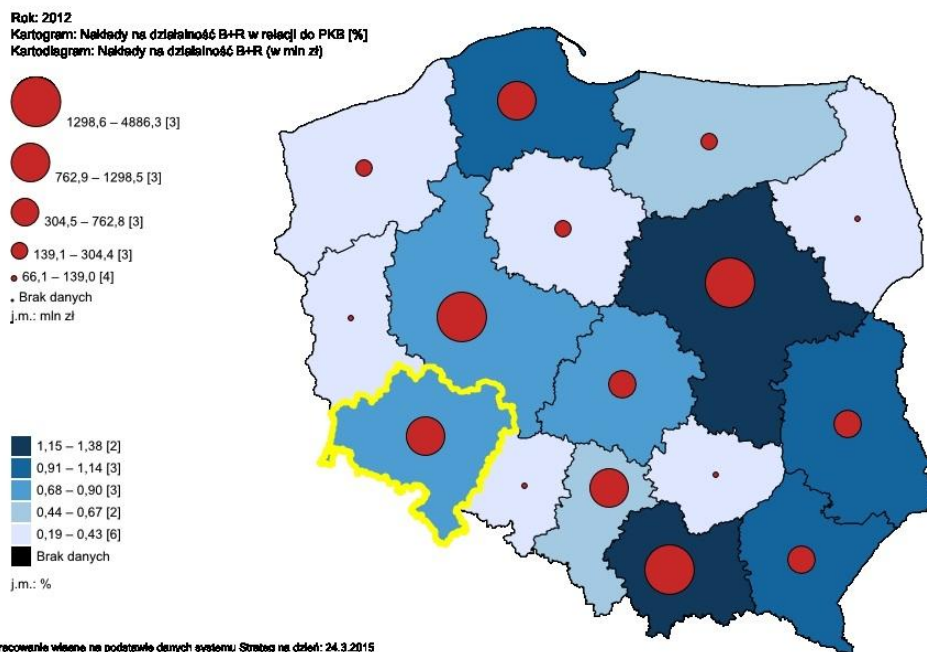 Rok: 2012
Kartogram: Nakłady na działalność B+R w relacji do PKB [%]
Kartodiagram: Nakłady na działalność B+R (w mln zł)
1298,6 – 4886,3 [3]
762,9 – 1298,5 [3]
304,5 – 762,8 [3]
139,1 – 304,4 [3]
66,1 – 139,0 [4]
Brak danych
j.m.: mln zł
1,15 – 1,38 [2]
0,91 – 1,14 [3]
0,68 – 0,90 [3]
0,44 – 0,67 [2]
0,19 – 0,43 [6]
Brak danych
j.m.: %
racowanie własne na podstawie danych systemu Strateg na dzień: 24.3.2015